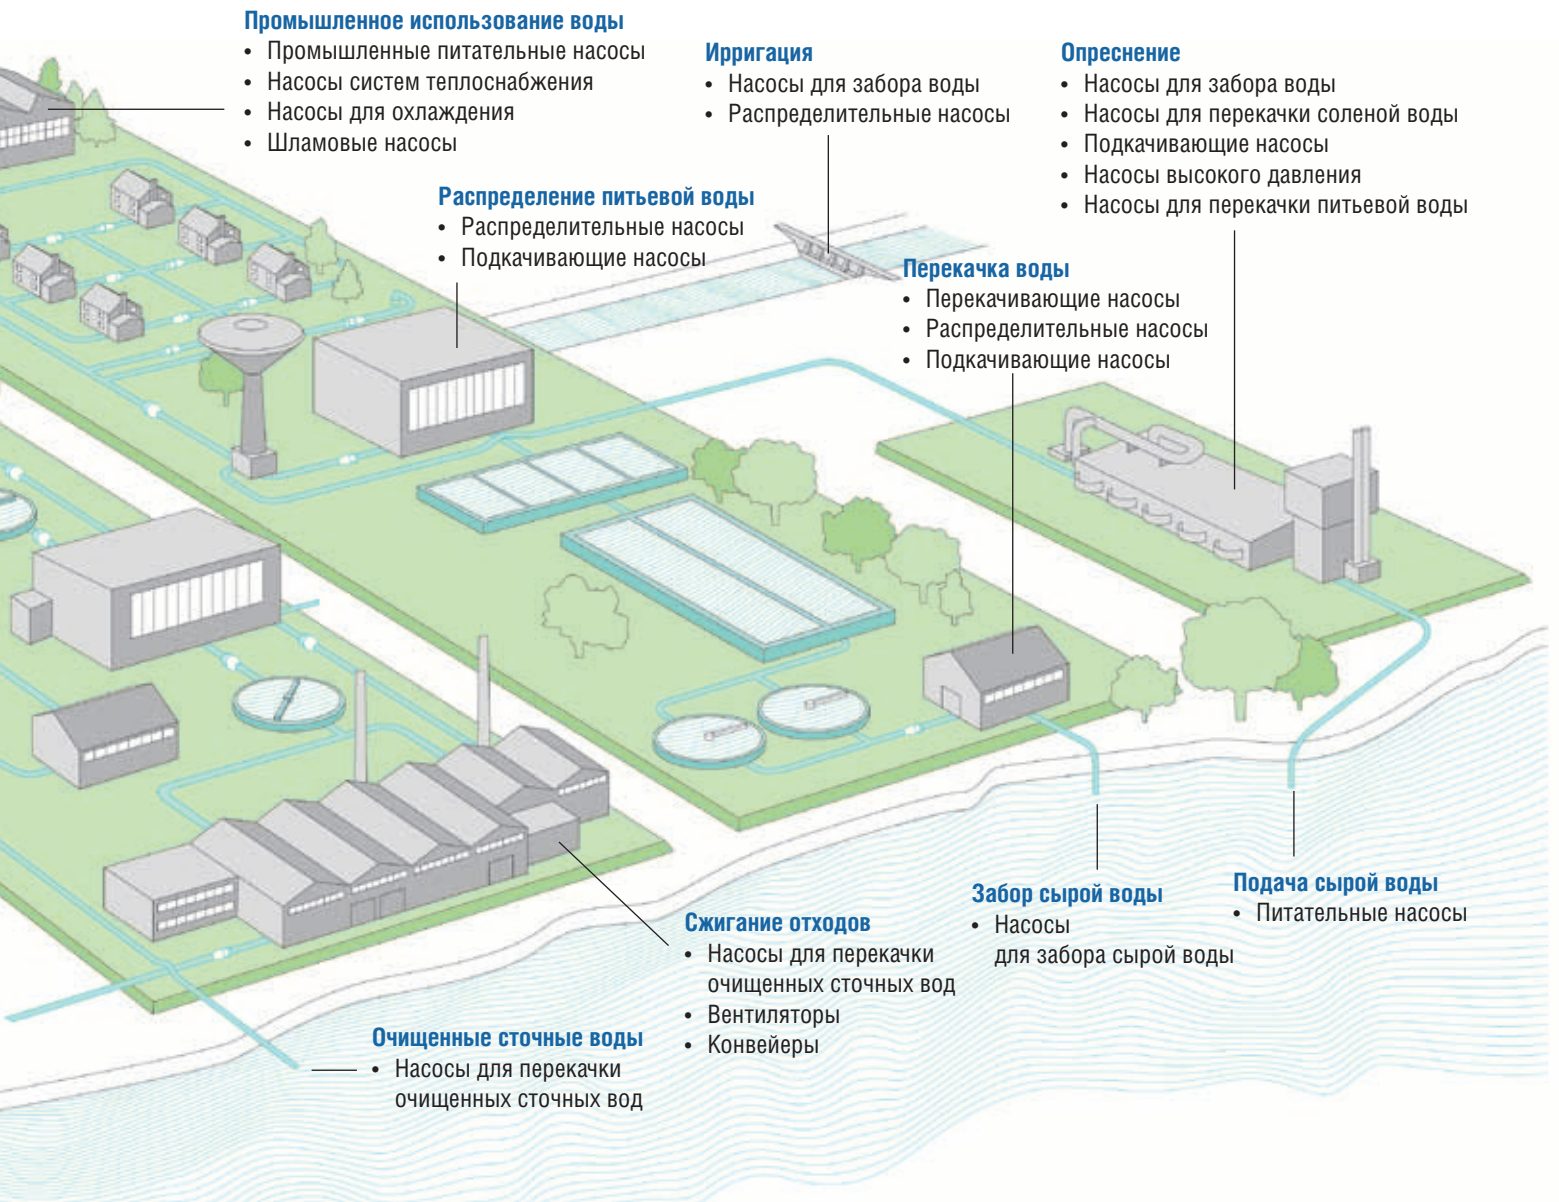 Промышленное использование воды
• Промышленные питательные насосы
• Насосы систем теплоснабжения
• Насосы для охлаждения
• Шламовые насосы
Ирригация
• Насосы для забора воды
• Распределительные насосы
Опреснение
• Насосы для забора воды
• Насосы для перекачки соленой воды
• Подкачивающие насосы
• Насосы высокого давления
• Насосы для перекачки питьевой воды
Распределение питьевой воды
• Распределительные насосы
• Подкачивающие насосы
Перекачка воды
• Перекачивающие насосы
• Распределительные насосы
• Подкачивающие насосы
Забор сырой воды
• Насосы
для забора сырой воды
Подача сырой воды
• Питательные насосы
Сжигание отходов
• Насосы для перекачки
очищенных сточных вод
• Вентиляторы
• Конвейеры
Очищенные сточные воды
• Насосы для перекачки
очищенных сточных вод